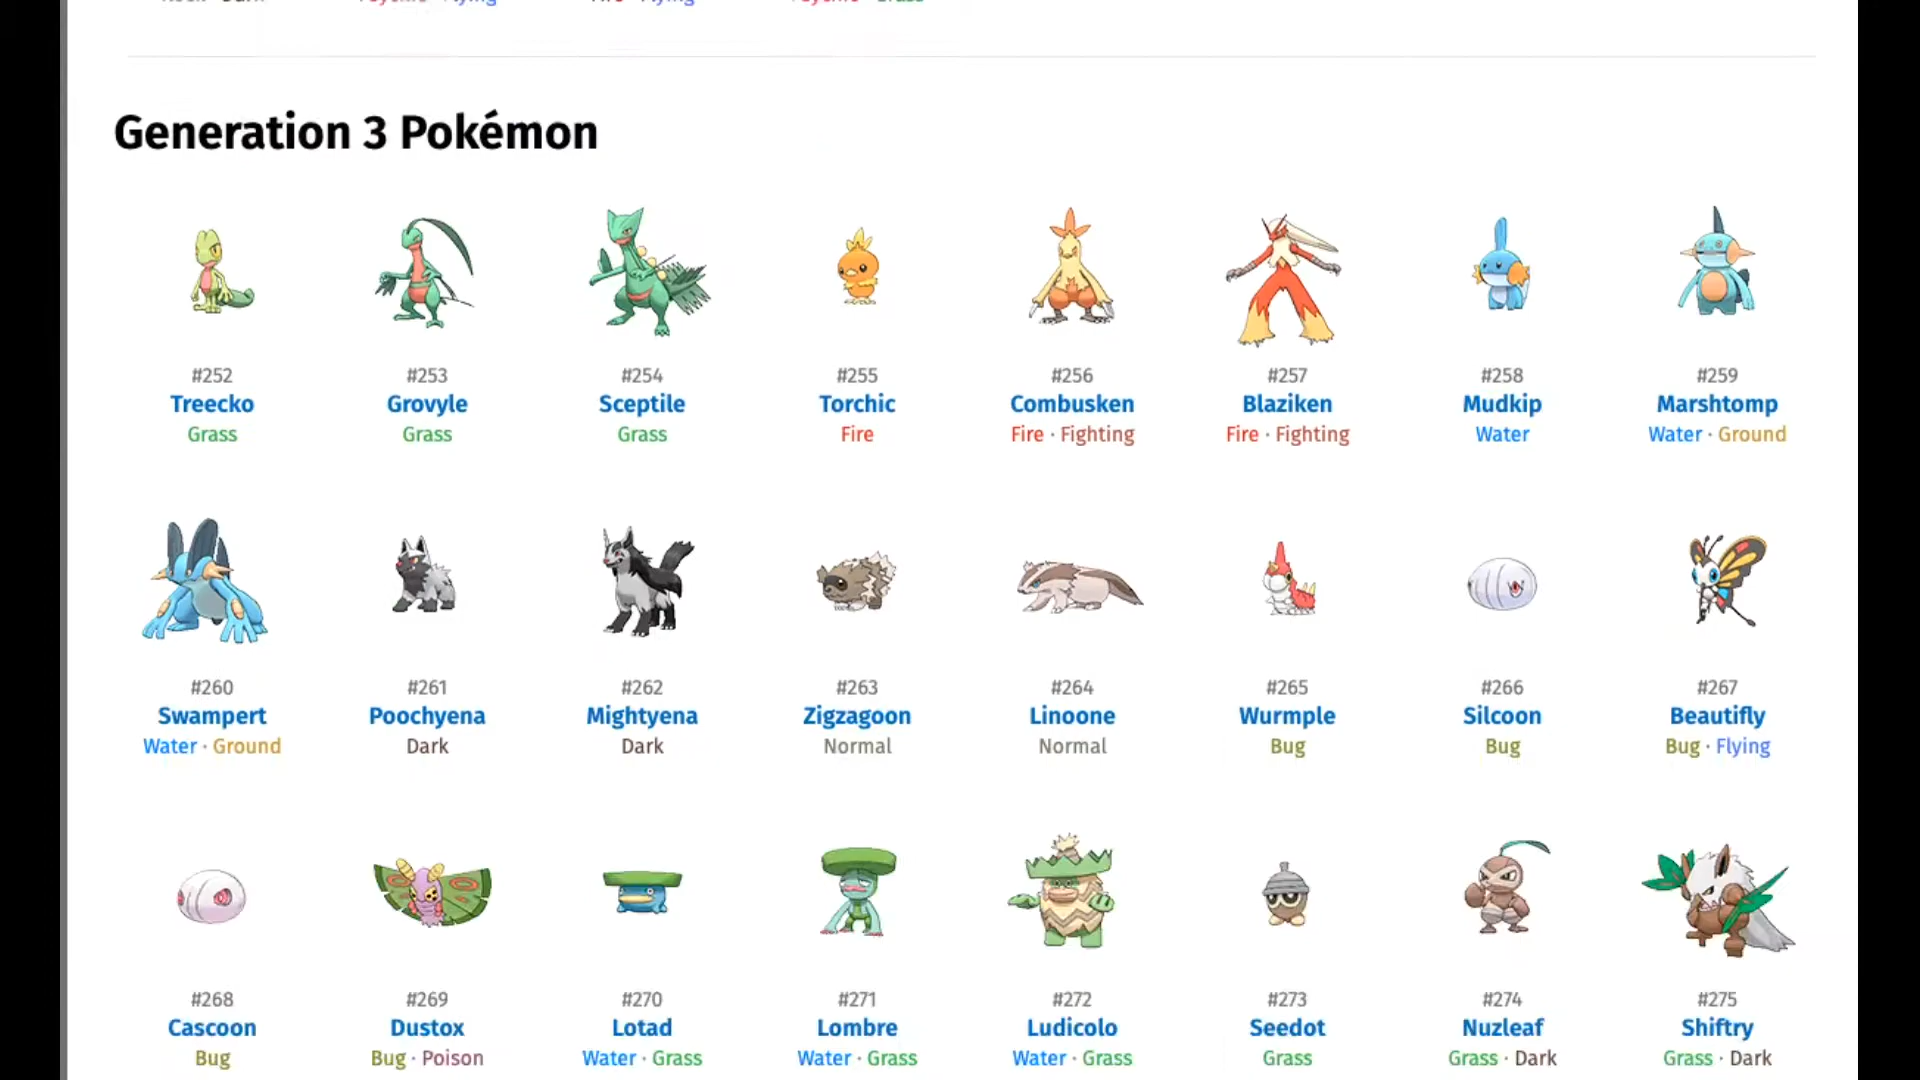 Generation 3 Pokémon
#252 #253 #254 #255 #256 #257 #258 #259
Treecko Grovyle Sceptile Torchic Combusken Blaziken Mudkip Marshtomp
Grass Grass Grass Fire Fire · Fighting Fire · Fighting Water Water · Ground
#260 #261 #262 #263 #264 #265 #266 #267
Swampert Poochyena Mightyena Zigzagoon Linoone Wurmple Silcoon Beautifly
Water · Ground Dark Dark Normal Normal Bug Bug Bug · Flying
#268 #269 #270 #271 #272 #273 #274 #275
Cascoon Dustox Lotad Lombre Ludicolo Seedot Nuzleaf Shiftry
Bug Bug · Poison Water · Grass Water · Grass Water · Grass Grass Grass · Dark Grass · Dark